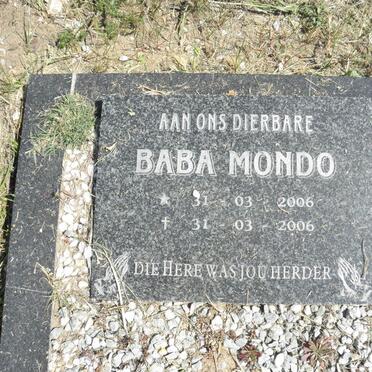 AAN ONS DIERBARE
BABA MONDO
★ 31 - 03 - 2006
† 31 - 03 - 2006
DIE HERE WAS JOU HERDER